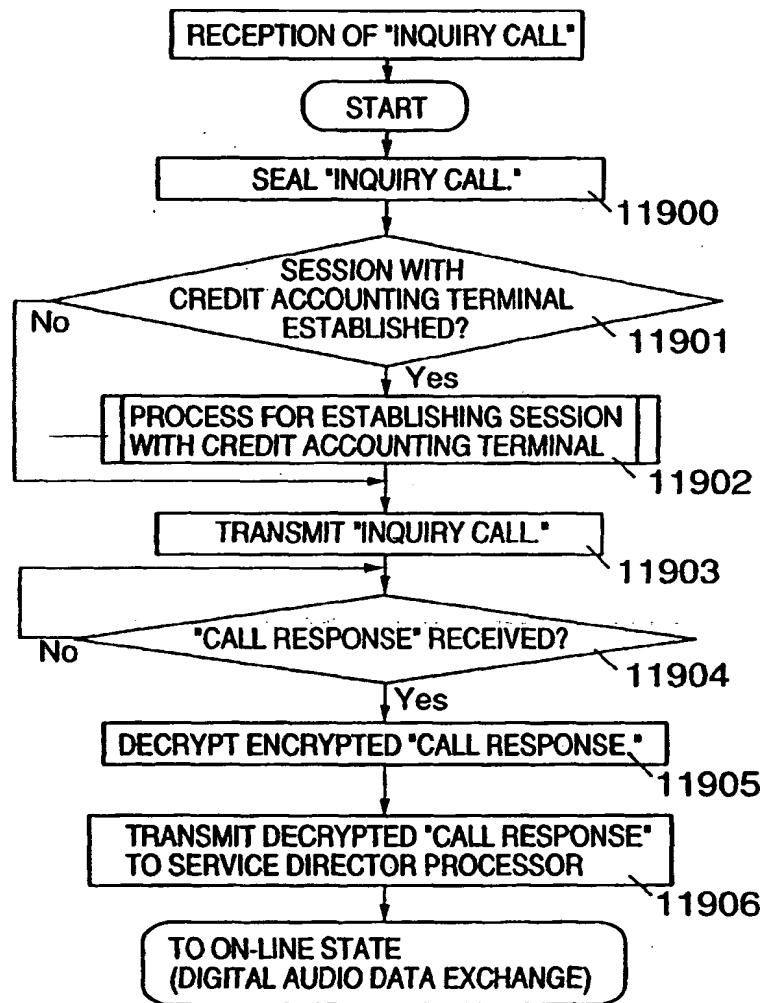 RECEPTION OF "INQUIRY CALL"
START
SEAL "INQUIRY CALL."
11900
SESSION WITH
CREDIT ACCOUNTING TERMINAL
ESTABLISHED?
No
11901
Yes
PROCESS FOR ESTABLISHING SESSION
WITH CREDIT ACCOUNTING TERMINAL
11902
TRANSMIT "INQUIRY CALL."
11903
"CALL RESPONSE" RECEIVED?
No
11904
Yes
DECRYPT ENCRYPTED "CALL RESPONSE."
11905
TRANSMIT DECRYPTED "CALL RESPONSE"
TO SERVICE DIRECTOR PROCESSOR
11906
TO ON-LINE STATE
(DIGITAL AUDIO DATA EXCHANGE)